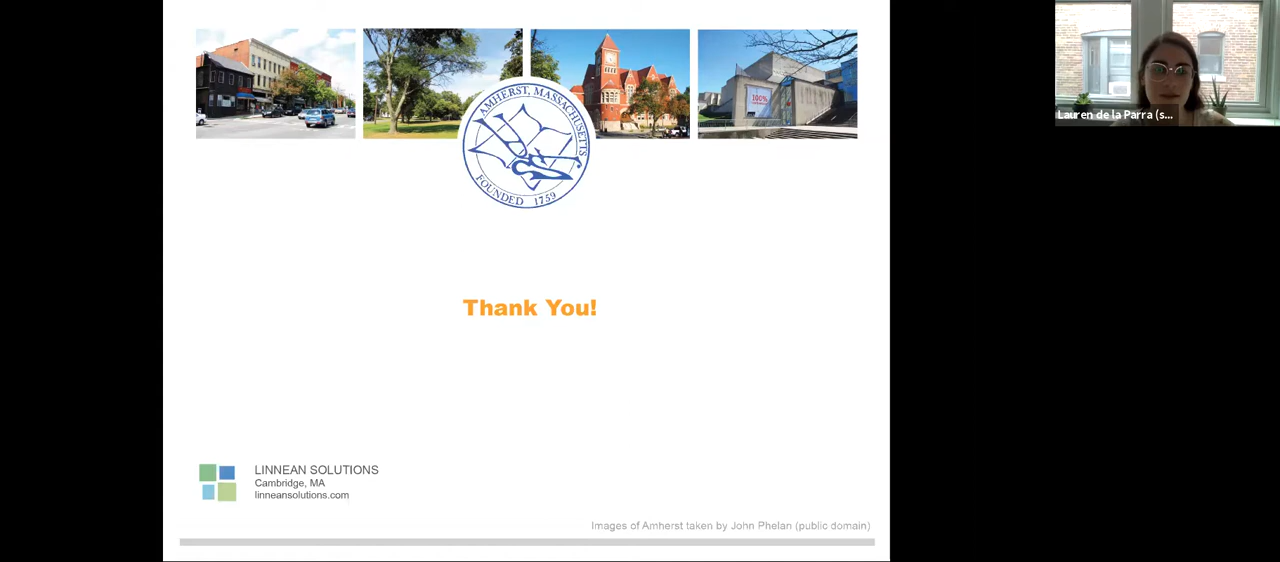 AMHERST, MASSACHUSETTS
FOUNDED 1759
100%
Lauren de la Parra (s...
Thank You!
LINNEAN SOLUTIONS
Cambridge, MA
linneansolutions.com
Images of Amherst taken by John Phelan (public domain)